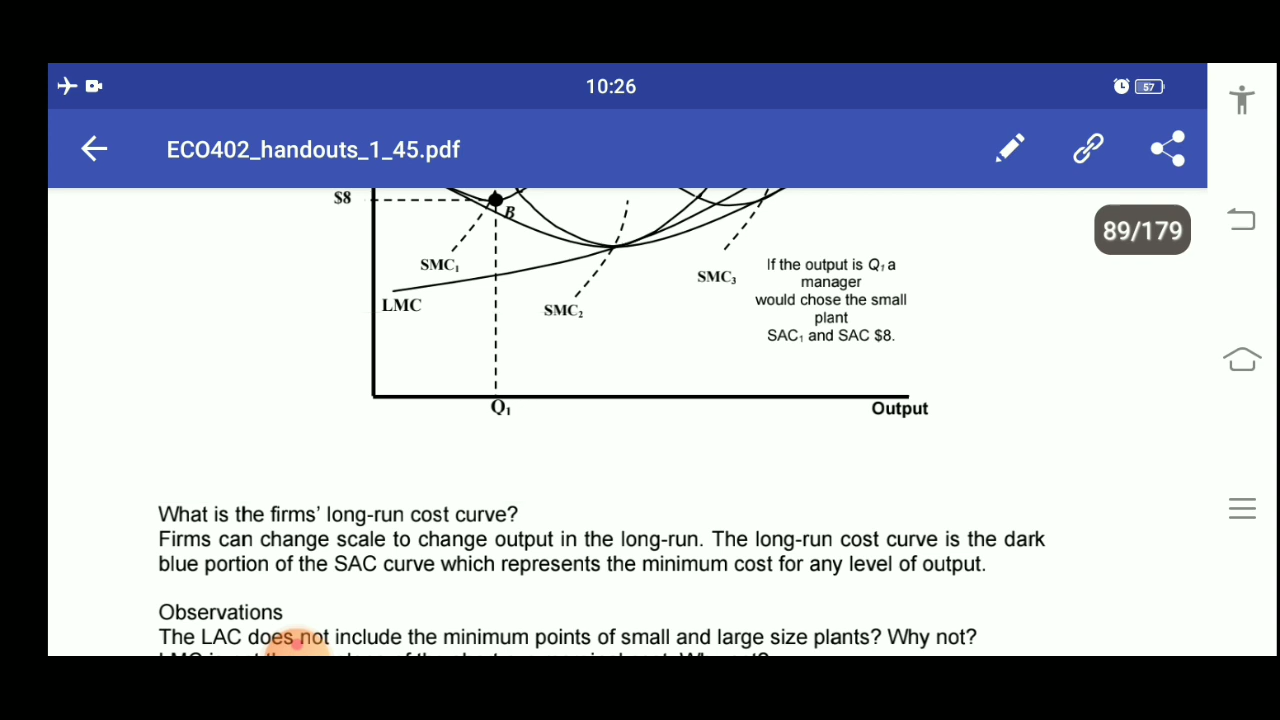 10:26
57
ECO402_handouts_1_45.pdf
89/179
$8
B
SMC₁
LMC
SMC₂
SMC₃
If the output is Q₁ a
manager
would chose the small
plant
SAC₁ and SAC $8.
Q₁
Output
What is the firms’ long-run cost curve?
Firms can change scale to change output in the long-run. The long-run cost curve is the dark
blue portion of the SAC curve which represents the minimum cost for any level of output.
Observations
The LAC does not include the minimum points of small and large size plants? Why not?